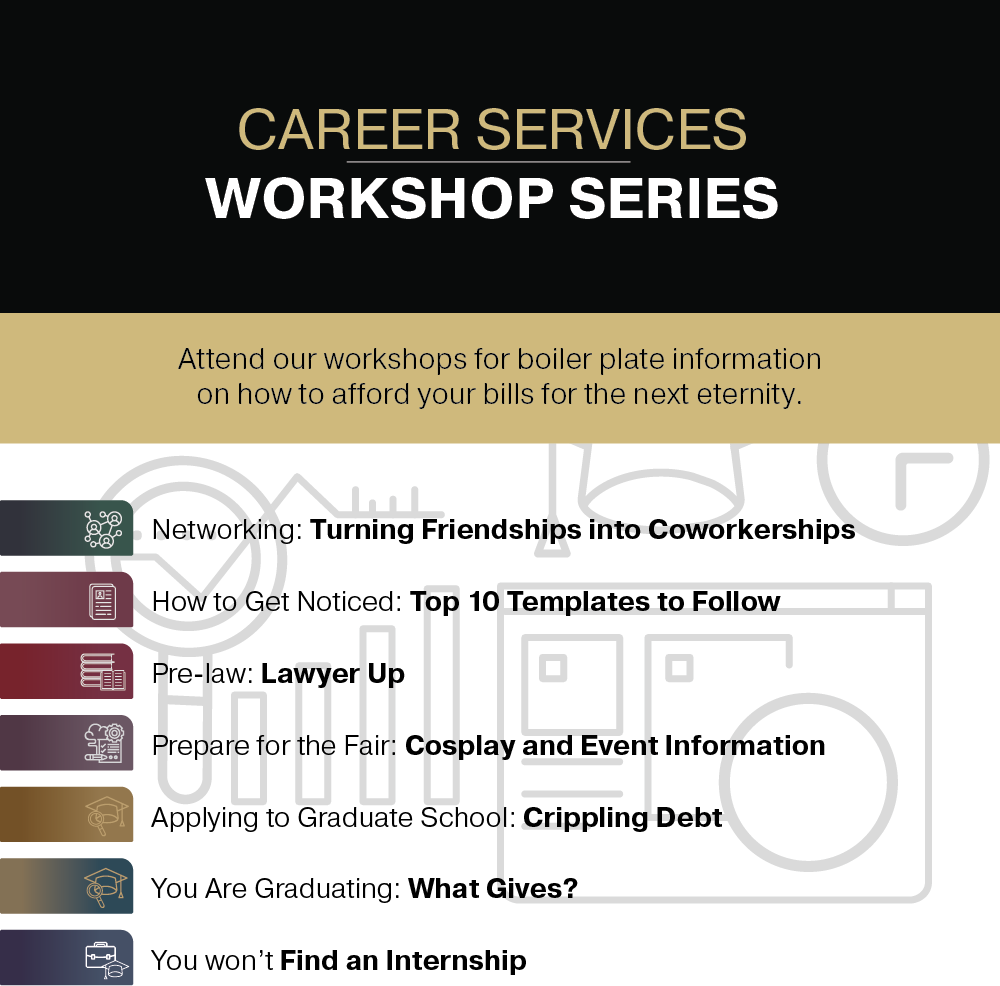 CAREER SERVICES
WORKSHOP SERIES
Attend our workshops for boiler plate information
on how to afford your bills for the next eternity.
Networking: Turning Friendships into Coworkerships
How to Get Noticed: Top 10 Templates to Follow
Pre-law: Lawyer Up
Prepare for the Fair: Cosplay and Event Information
Applying to Graduate School: Crippling Debt
You Are Graduating: What Gives?
You won’t Find an Internship